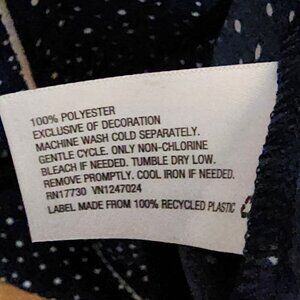 100% POLYESTER
EXCLUSIVE OF DECORATION
MACHINE WASH COLD SEPARATELY.
GENTLE CYCLE. ONLY NON-CHLORINE
BLEACH IF NEEDED. TUMBLE DRY LOW.
REMOVE PROMPTLY. COOL IRON IF NEEDED.
RN17730 VN1247024
LABEL MADE FROM 100% RECYCLED PLASTIC